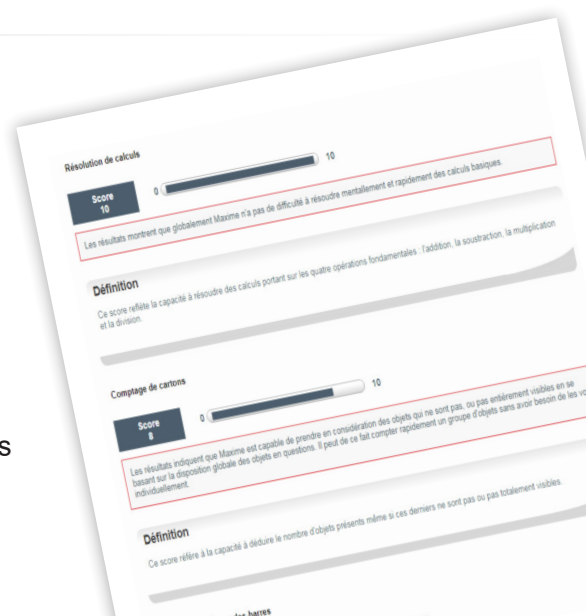 Résolution de calculs
Score
10
0
10
Les résultats montrent que globalement Maxime n'a pas de difficulté à résoudre mentalement et rapidement des calculs basiques.
Définition
Ce score reflète la capacité à résoudre des calculs portant sur les quatre opérations fondamentales : l'addition, la soustraction, la multiplication
et la division.
Comptage de cartons
Score
8
0
10
Les résultats indiquent que Maxime est capable de prendre en considération des objets qui ne sont pas, ou pas entièrement visibles en se
basant sur la disposition globale des objets en questions. Il peut de ce fait compter rapidement un groupe d'objets sans avoir besoin de les
individuellement.
s
Définition
Ce score réfère à la capacité à déduire le nombre d'objets présents même si ces derniers ne sont pas ou pas totalement visibles.
barres